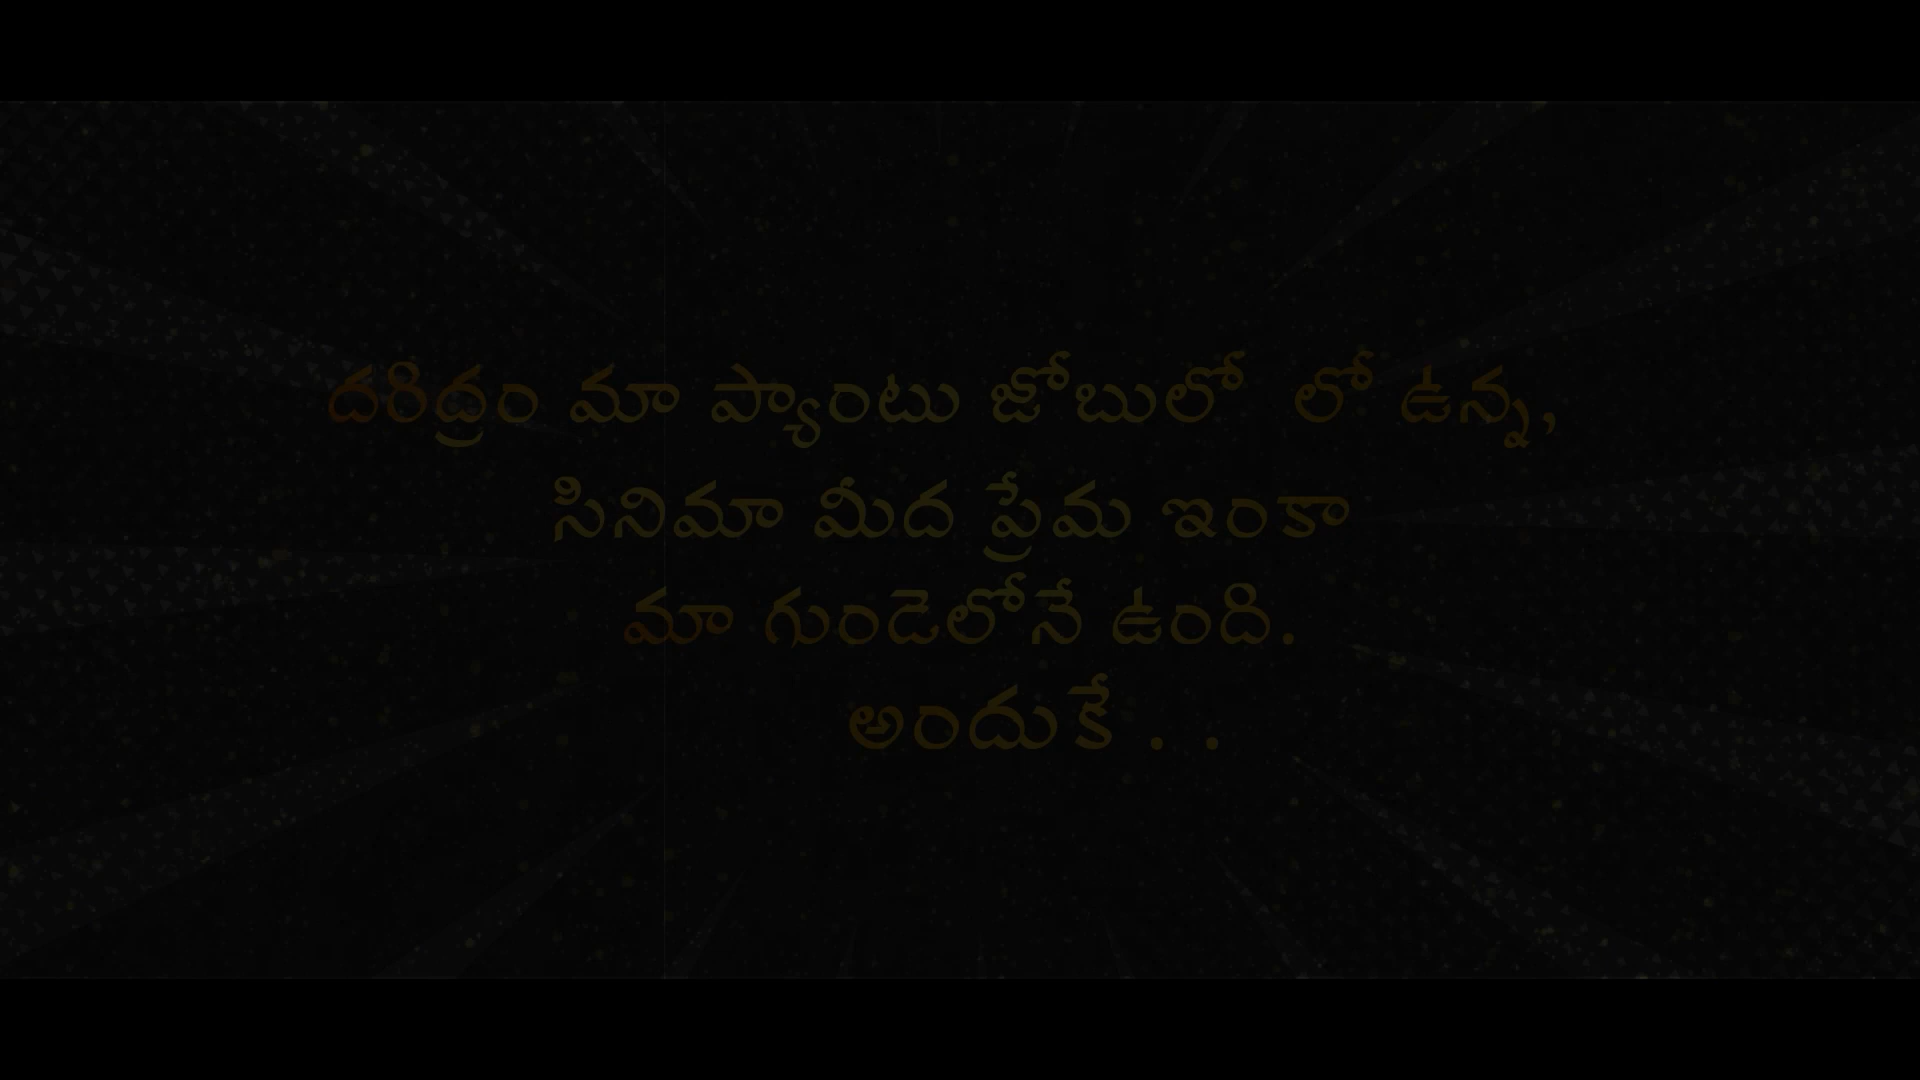 దరిద్రం మా ప్యాంటు జోబులో లో ఉన్న,
సినిమా మీద ప్రేమ ఇంకా
మా గుండెలోనే ఉంది.
అందుకే . .